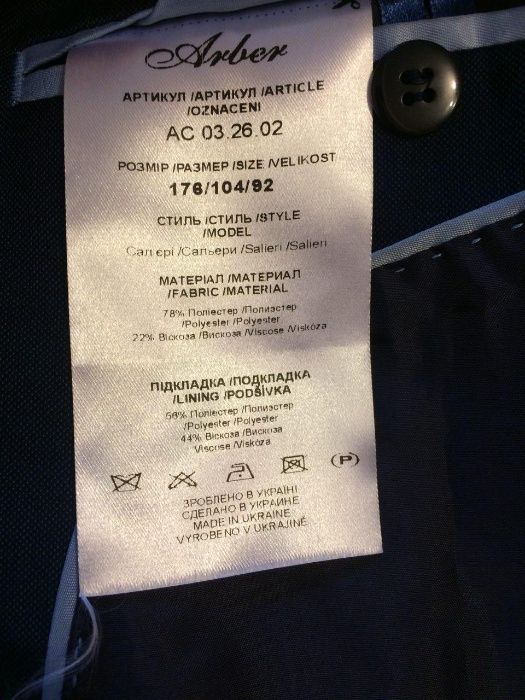 Arber
АРТИКУЛ /АРТИКУЛ /ARTICLE
/OZNACENI
AC 03.26.02
РОЗМІР /РАЗМЕР /SIZE /VELIKOST
176/104/92
СТИЛЬ /СТИЛЬ /STYLE
/MODEL
Сальєрі /Сальери /Salieri /Salieri
МАТЕРІАЛ /МАТЕРИАЛ
/FABRIC /MATERIAL
78% Поліестер /Полиэстер
/Polyester /Polyester
22% Віскоза /Вискоза /Viscose /Viskóza
ПІДКЛАДКА /ПОДКЛАДКА
/LINING /PODŠÍVKA
56% Поліестер /Полиэстер
/Polyester /Polyester
44% Віскоза /Вискоза
Viscose /Viskóza
P
ЗРОБЛЕНО В УКРАЇНІ
СДЕЛАНО В УКРАИНЕ
MADE IN UKRAINE
VYROBENO V UKRAJINĚ